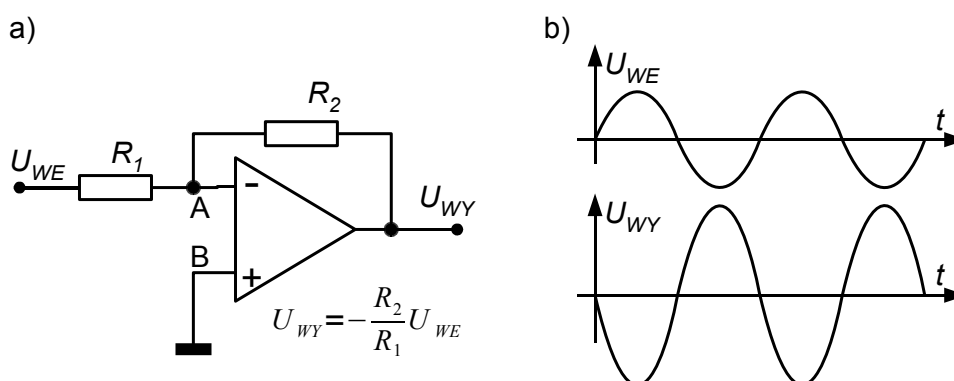 a)
R₂
U_WE
R₁
A
-
U_WY
B
+
U_WY = -R₂/R₁ U_WE
b)
U_WE
t
U_WY
t